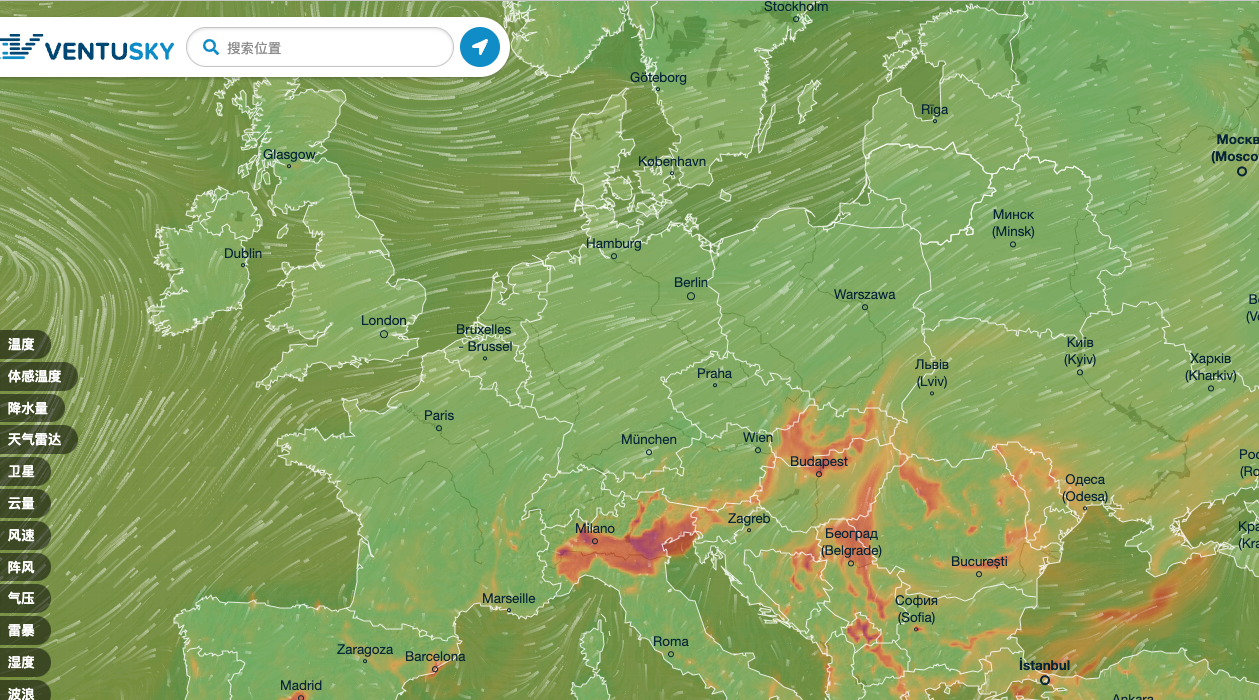 Stockholm
VENTUSKY
搜索位置
Göteborg
Rīga
Москв
(Mosco
Glasgow
København
Минск
(Minsk)
Dublin
Hamburg
Berlin
Warszawa
London
Bruxelles
- Brussel
Київ
(Kyiv)
Харків
(Kharkiv)
Львів
(Lviv)
Praha
Paris
München
Wien
Budapest
Одеса
(Odesa)
Milano
Zagreb
Београд
(Belgrade)
București
Marseille
София
(Sofia)
Roma
Zaragoza
Barcelona
İstanbul
Madrid
Ankara
温度
体感温度
降水量
天气雷达
卫星
云量
风速
阵风
气压
雷暴
湿度
波浪